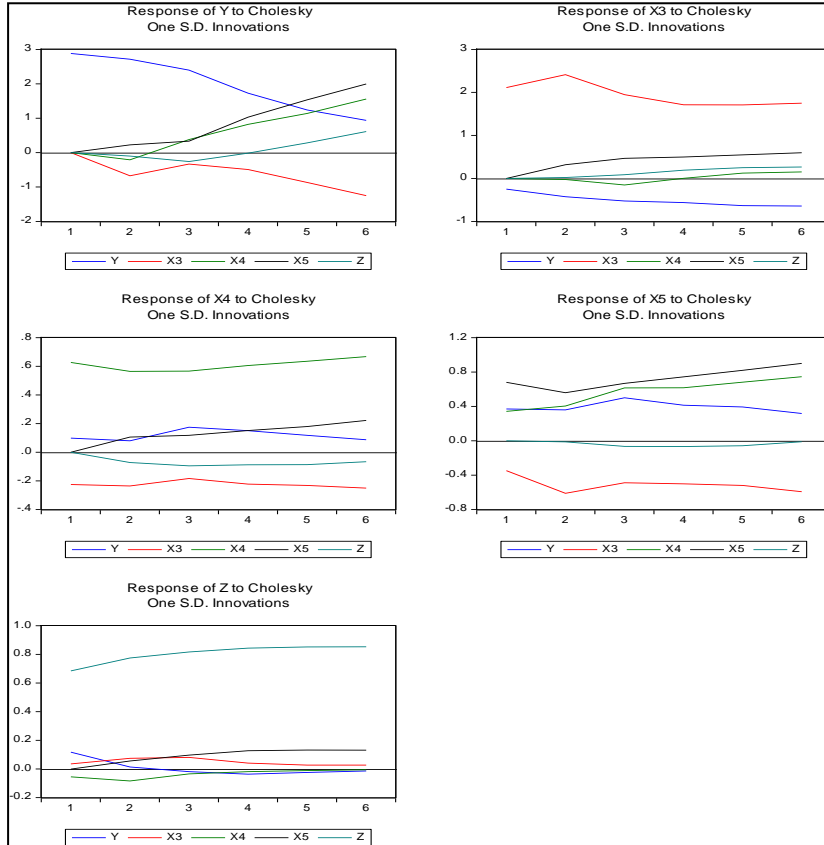 Response of Y to Cholesky
One S.D. Innovations
3
2
1
0
-1
-2
1 2 3 4 5 6
Y X3 X4 X5 Z
Response of X3 to Cholesky
One S.D. Innovations
3
2
1
0
-1
1 2 3 4 5 6
Y X3 X4 X5 Z
Response of X4 to Cholesky
One S.D. Innovations
.8
.6
.4
.2
.0
-.2
-.4
1 2 3 4 5 6
Y X3 X4 X5 Z
Response of X5 to Cholesky
One S.D. Innovations
1.2
0.8
0.4
0.0
-0.4
-0.8
1 2 3 4 5 6
Y X3 X4 X5 Z
Response of Z to Cholesky
One S.D. Innovations
1.0
0.8
0.6
0.4
0.2
0.0
-0.2
1 2 3 4 5 6
Y X3 X4 X5 Z